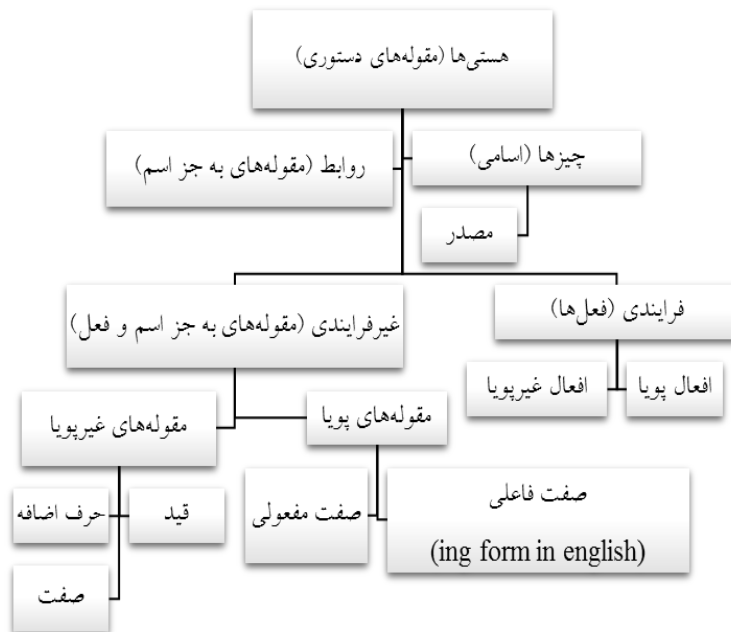 هستی‌ها (مقوله‌های دستوری)
چیزها (اسامی)
روابط (مقوله‌های به جز اسم)
مصدر
فرایندی (فعل‌ها)
غیرفرایندی (مقوله‌های به جز اسم و فعل)
افعال پویا
افعال غیرپویا
مقوله‌های پویا
مقوله‌های غیرپویا
صفت فاعلی
(ing form in english)
صفت مفعولی
قید
حرف اضافه
صفت